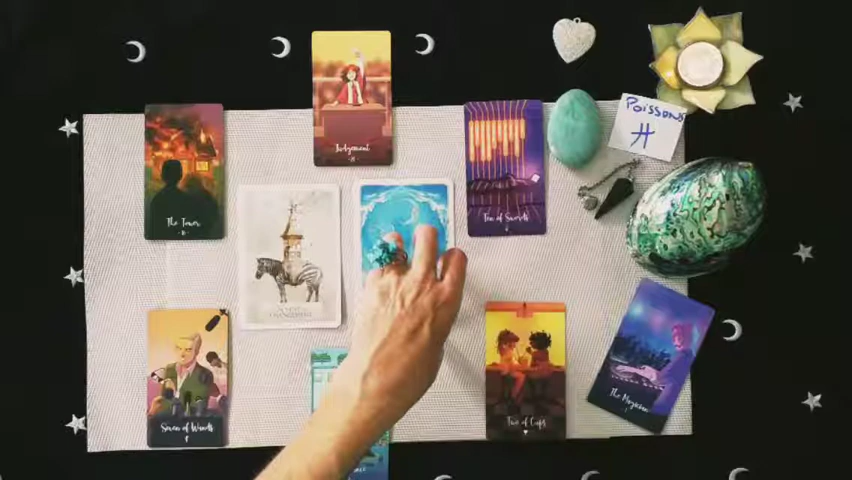 Judgement
Poissons
The Tower
Ten of Swords
Seven of Wands
Two of Cups
The Magician
I